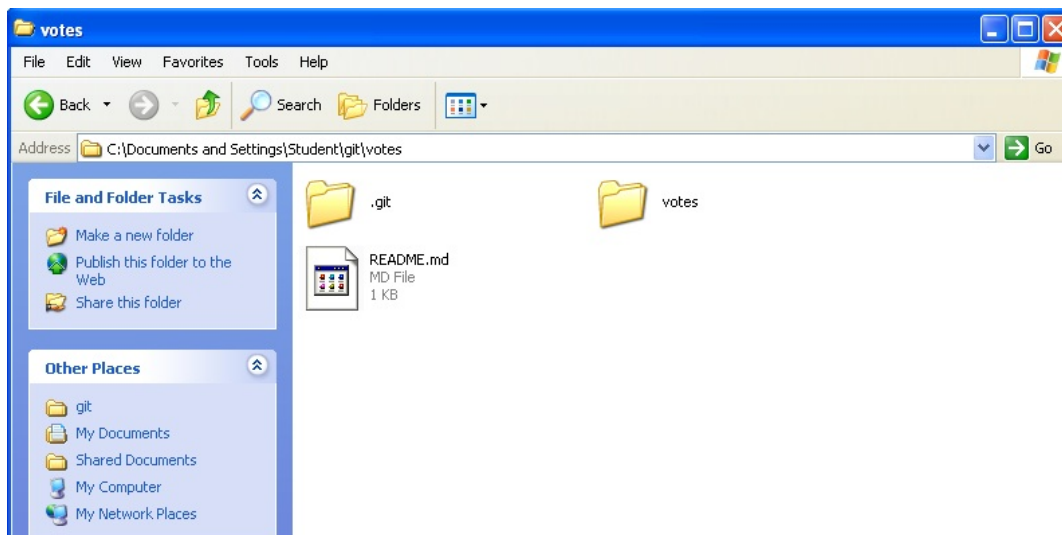 votes
File Edit View Favorites Tools Help
Back Search Folders
Address C:\Documents and Settings\Student\git\votes Go
File and Folder Tasks
Make a new folder
Publish this folder to the
Web
Share this folder
Other Places
git
My Documents
Shared Documents
My Computer
My Network Places
.git
votes
README.md
MD File
1 KB